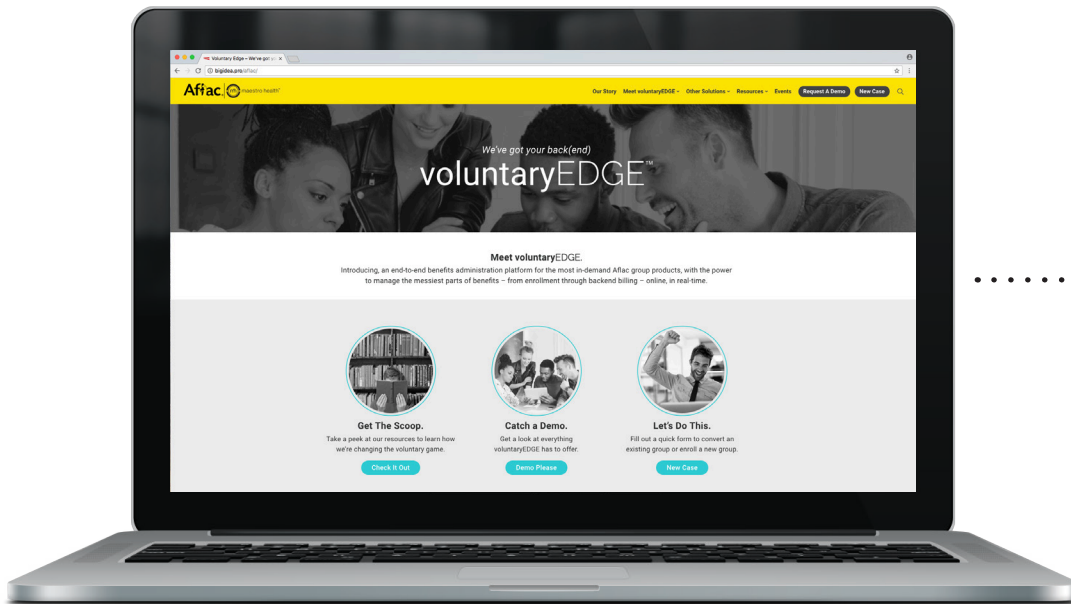 Voluntary Edge – We've got y
bigidea.pro/aflac/
Aflac maestro health
Our Story Meet voluntaryEDGE Other Solutions Resources Events Request A Demo New Case
We've got your back(end)
voluntaryEDGE™
Meet voluntaryEDGE.
Introducing, an end-to-end benefits administration platform for the most in-demand Aflac group products, with the power
to manage the messiest parts of benefits – from enrollment through backend billing – online, in real-time.
Get The Scoop.
Take a peek at our resources to learn how
we're changing the voluntary game.
Check It Out
Catch a Demo.
Get a look at everything
voluntaryEDGE has to offer.
Demo Please
Let's Do This.
Fill out a quick form to convert an
existing group or enroll a new group.
New Case